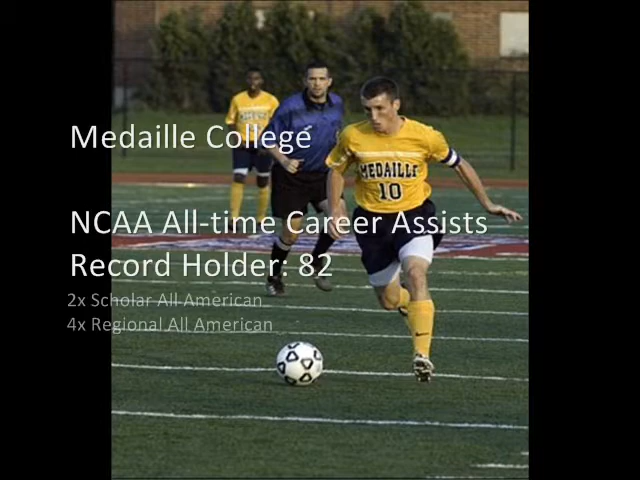 Medaille College
NCAA All-time Career Assists
Record Holder: 82
2x Scholar All American
4x Regional All American
MEDAILLE
10